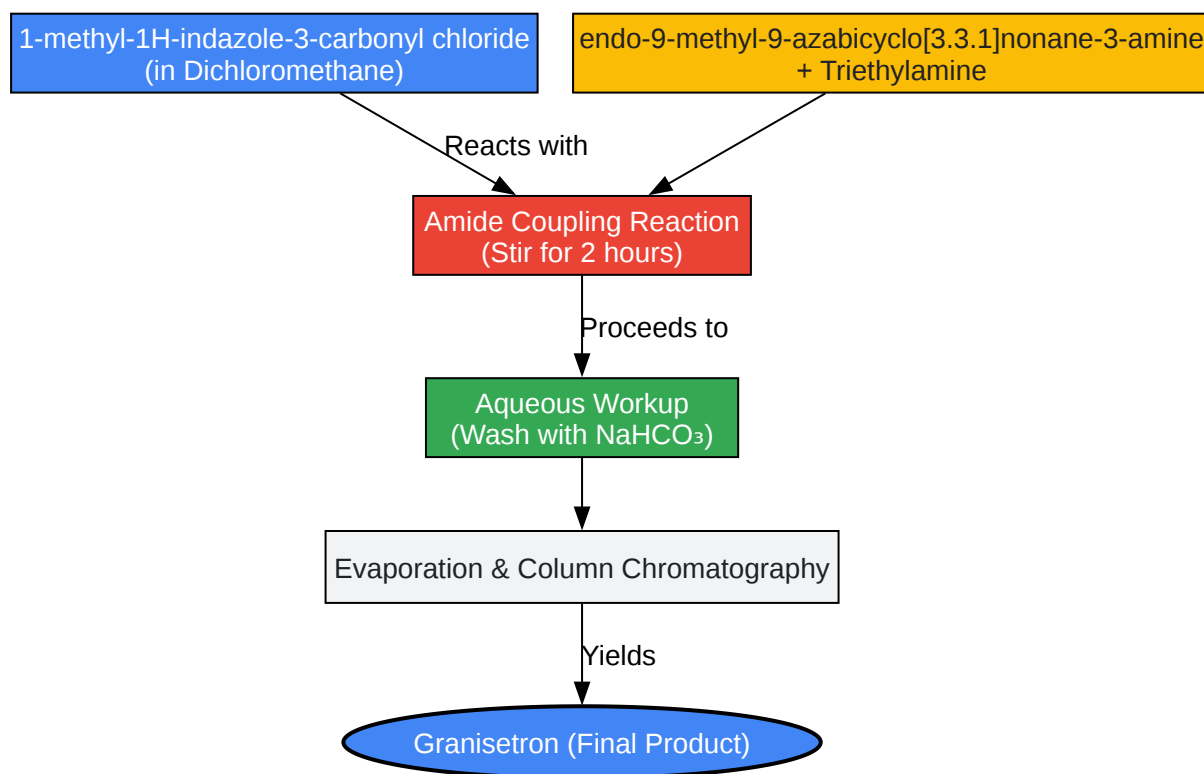 1-methyl-1H-indazole-3-carbonyl chloride
(in Dichloromethane)
endo-9-methyl-9-azabicyclo[3.3.1]nonane-3-amine
+ Triethylamine
Reacts with
Amide Coupling Reaction
(Stir for 2 hours)
Proceeds to
Aqueous Workup
(Wash with NaHCO₃)
Evaporation & Column Chromatography
Yields
Granisetron (Final Product)